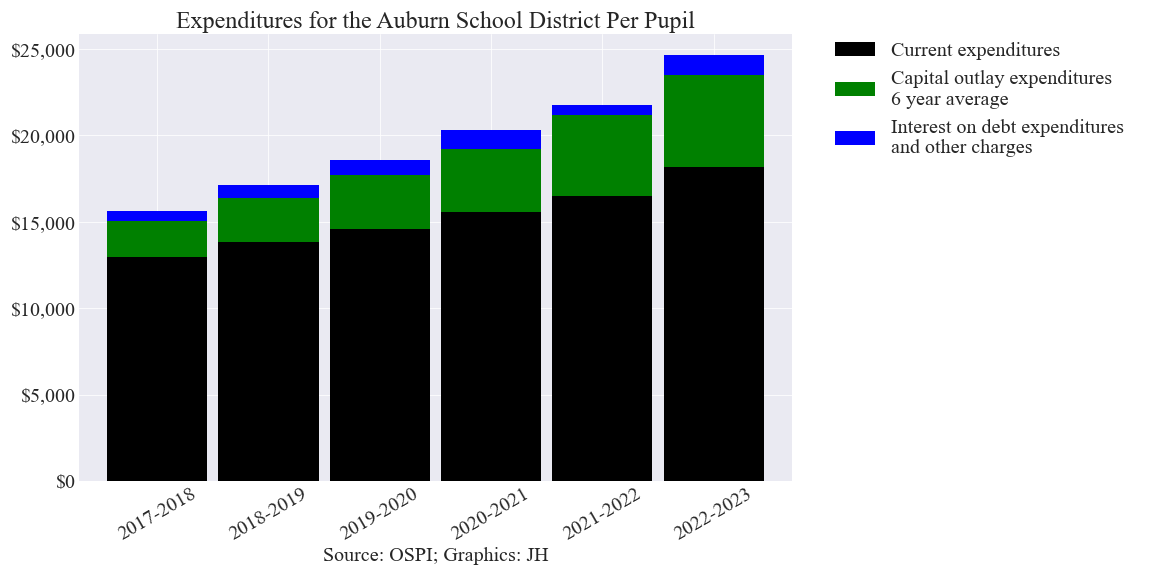 Expenditures for the Auburn School District Per Pupil
$25,000
$20,000
$15,000
$10,000
$5,000
$0
2017-2018
2018-2019
2019-2020
2020-2021
2021-2022
2022-2023
Source: OSPI; Graphics: JH
Current expenditures
Capital outlay expenditures
6 year average
Interest on debt expenditures
and other charges